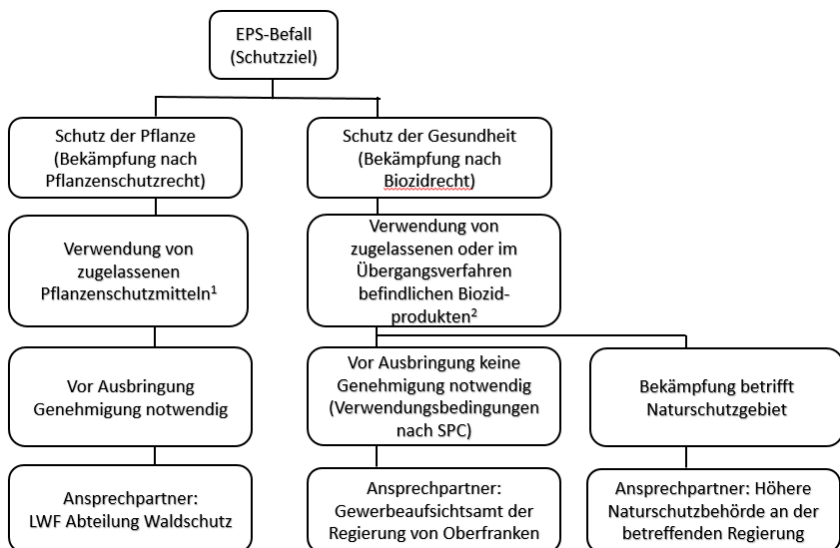 EPS-Befall
(Schutzziel)
Schutz der Pflanze
(Bekämpfung nach
Pflanzenschutzrecht)
Schutz der Gesundheit
(Bekämpfung nach
Biozidrecht)
Verwendung von
zugelassenen
Pflanzenschutzmitteln¹
Verwendung von
zugelassenen oder im
Übergangsverfahren
befindlichen Biozid-
produkten²
Vor Ausbringung
Genehmigung notwendig
Vor Ausbringung keine
Genehmigung notwendig
(Verwendungsbedingungen
nach SPC)
Bekämpfung betrifft
Naturschutzgebiet
Ansprechpartner:
LWF Abteilung Waldschutz
Ansprechpartner:
Gewerbeaufsichtsamt der
Regierung von Oberfranken
Ansprechpartner: Höhere
Naturschutzbehörde an der
betreffenden Regierung